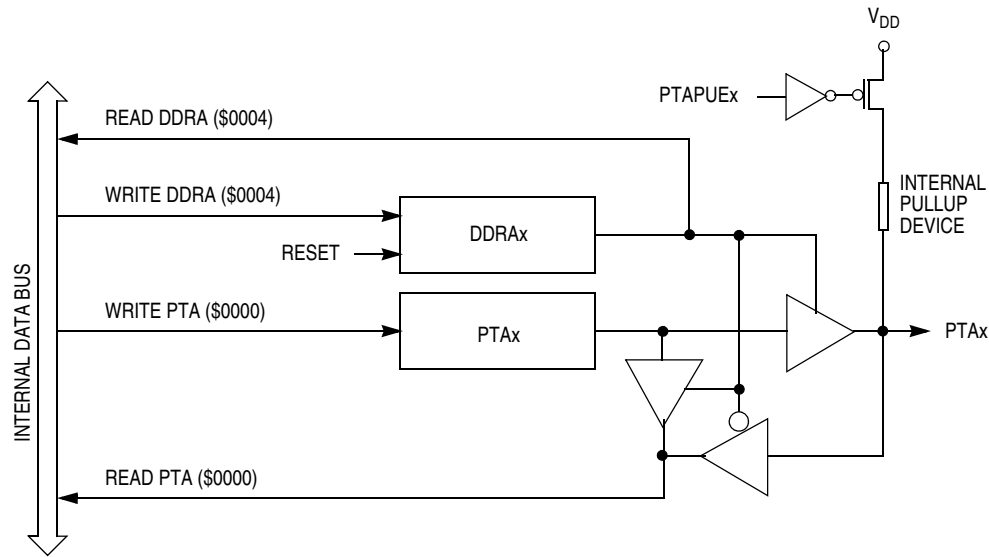 VDD
PTAPUEx
READ DDRA ($0004)
WRITE DDRA ($0004)
INTERNAL
PULLUP
DEVICE
DDRAx
RESET
INTERNAL DATA BUS
WRITE PTA ($0000)
PTAx
PTAx
READ PTA ($0000)